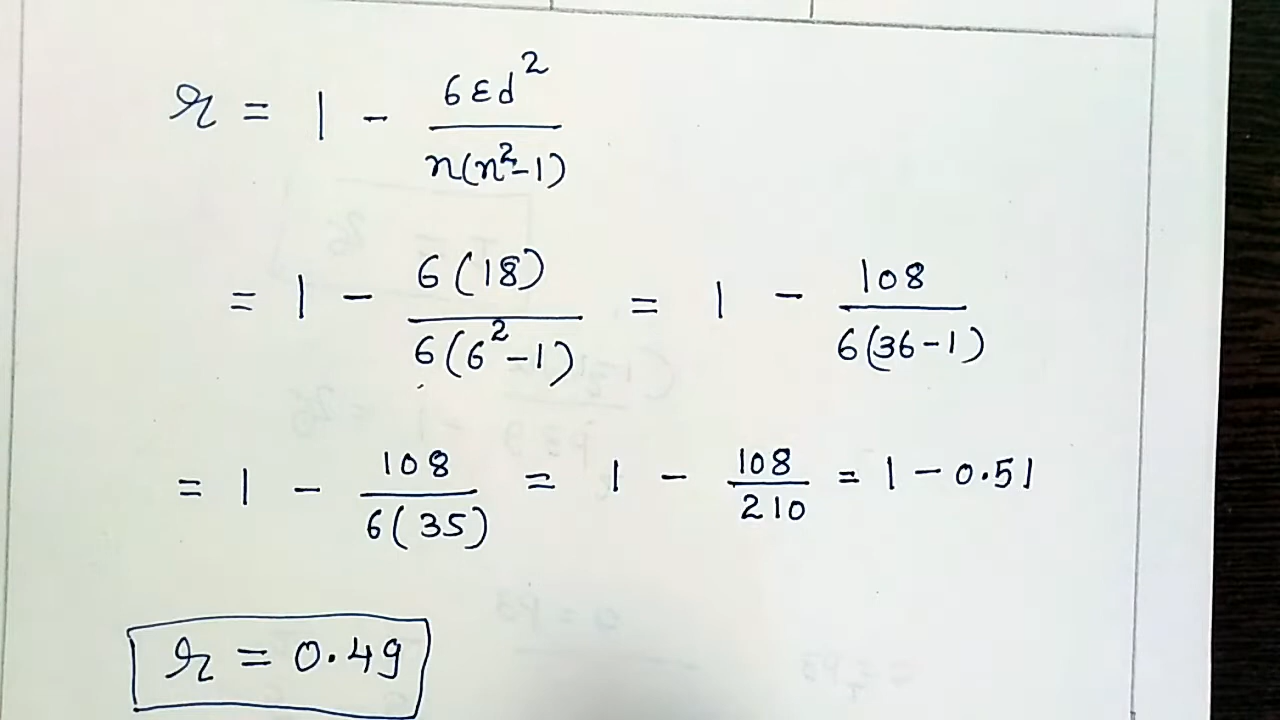 r = 1 - 6Σd² / n(n²-1)
= 1 - 6(18) / 6(6²-1) = 1 - 108 / 6(36-1)
= 1 - 108 / 6(35) = 1 - 108 / 210 = 1 - 0.51
r = 0.49